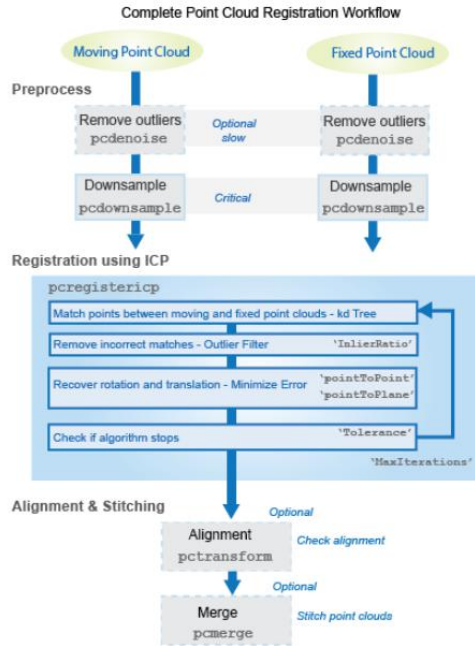 Complete Point Cloud Registration Workflow
Moving Point Cloud
Fixed Point Cloud
Preprocess
Remove outliers
pcdenoise
Optional
slow
Remove outliers
pcdenoise
Downsample
pcdownsample
Critical
Downsample
pcdownsample
Registration using ICP
pcregistericp
Match points between moving and fixed point clouds - kd Tree
Remove incorrect matches - Outlier Filter 'InlierRatio'
Recover rotation and translation - Minimize Error 'pointToPoint'
'pointToPlane'
Check if algorithm stops 'Tolerance'
'MaxIterations'
Alignment & Stitching
Optional
Alignment
pctransform
Check alignment
Optional
Merge
pcmerge
Stitch point clouds